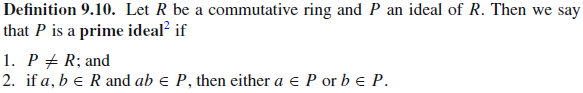 Definition 9.10. Let R be a commutative ring and P an ideal of R. Then we say
that P is a prime ideal² if
1. P ≠ R; and
2. if a, b ∈ R and ab ∈ P, then either a ∈ P or b ∈ P.